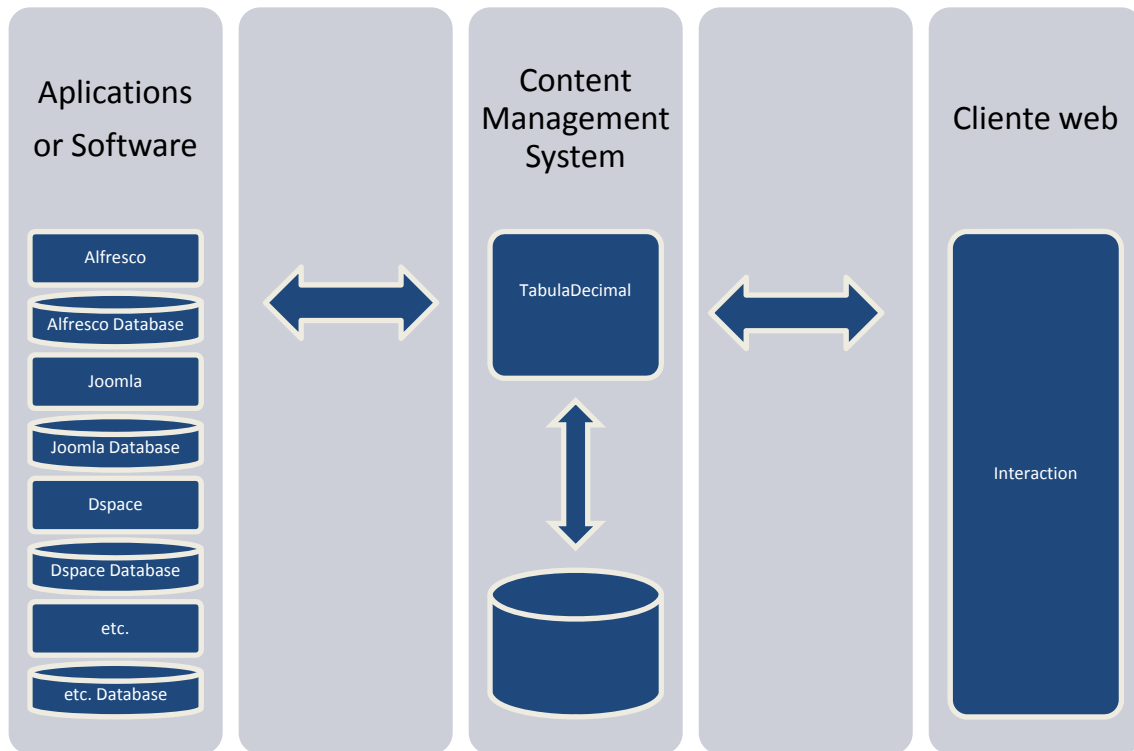 Aplications
or Software
Alfresco
Alfresco Database
Joomla
Joomla Database
Dspace
Dspace Database
etc.
etc. Database
Content
Management
System
TabulaDecimal
Cliente web
Interaction